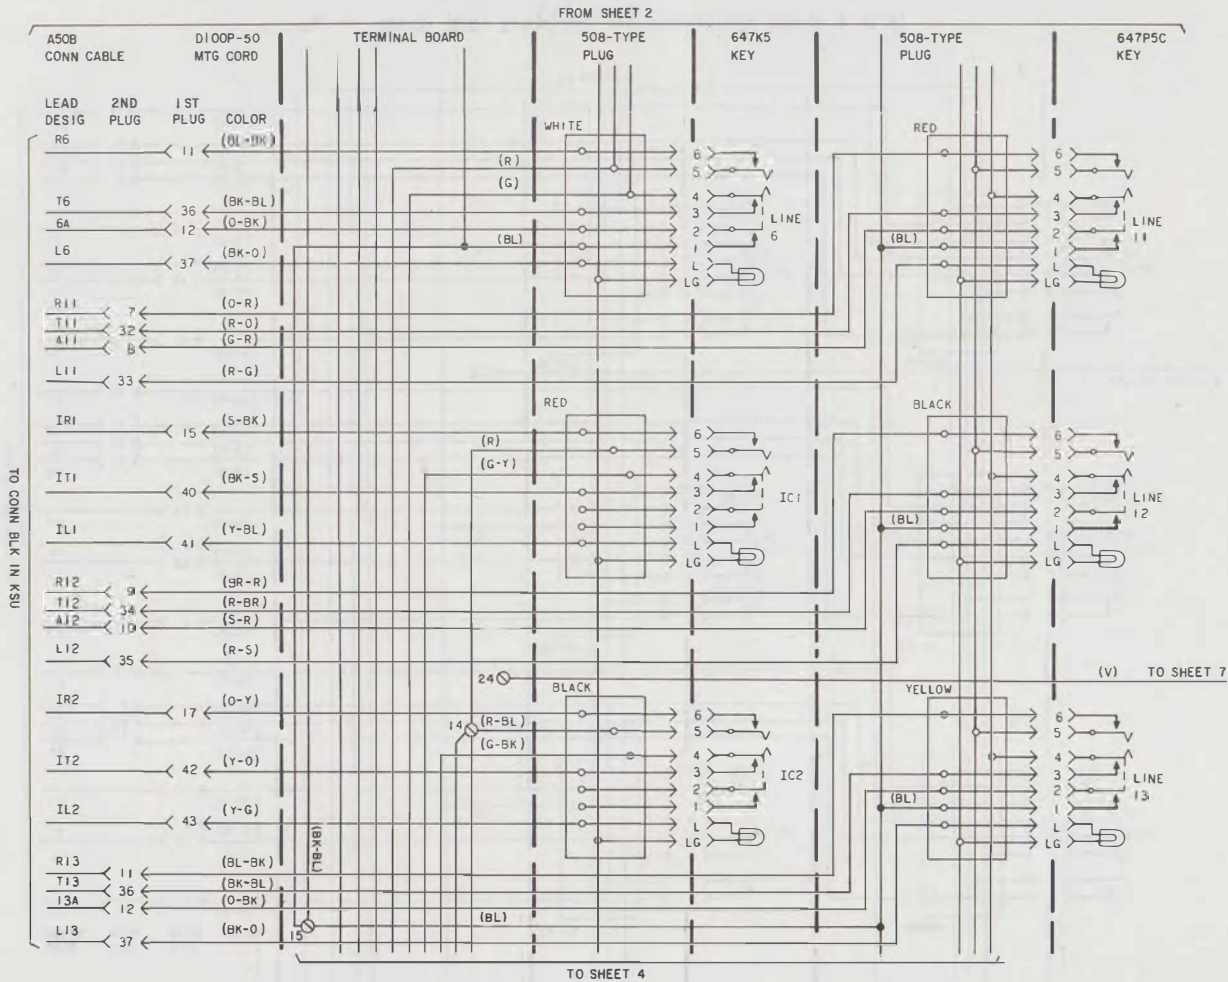 FROM SHEET 2
A50B CONN CABLE
D100P-50 MTG CORD
TERMINAL BOARD
508-TYPE PLUG
647K5 KEY
508-TYPE PLUG
647P5C KEY
LEAD DESIG
2ND PLUG
1ST PLUG
COLOR
R6 11 (BL-BK)
T6 36 (BK-BL)
6A 12 (O-BK)
L6 37 (BK-O)
WHITE
(R)
(G)
(BL)
6
5
4
3
2
1
L
LG
LINE 6
RED
(BL)
6
5
4
3
2
1
L
LG
LINE 11
R11 7 (O-R)
T11 32 (R-O)
A11 8 (G-R)
L11 33 (R-G)
IR1 15 (S-BK)
IT1 40 (BK-S)
IL1 41 (Y-BL)
RED
(R)
(G-Y)
6
5
4
3
2
1
L
LG
IC1
BLACK
(BL)
6
5
4
3
2
1
L
LG
LINE 12
TO CONN BLK IN KSU
R12 9 (BR-R)
T12 34 (R-BR)
A12 10 (S-R)
L12 35 (R-S)
24
(V) TO SHEET 7
IR2 17 (O-Y)
IT2 42 (Y-O)
IL2 43 (Y-G)
14
BLACK
(R-BL)
(G-BK)
6
5
4
3
2
1
L
LG
IC2
YELLOW
(BL)
6
5
4
3
2
1
L
LG
LINE 13
(BK-BL)
R13 11 (BL-BK)
T13 36 (BK-BL)
13A 12 (O-BK)
L13 37 (BK-O)
15
(BL)
TO SHEET 4